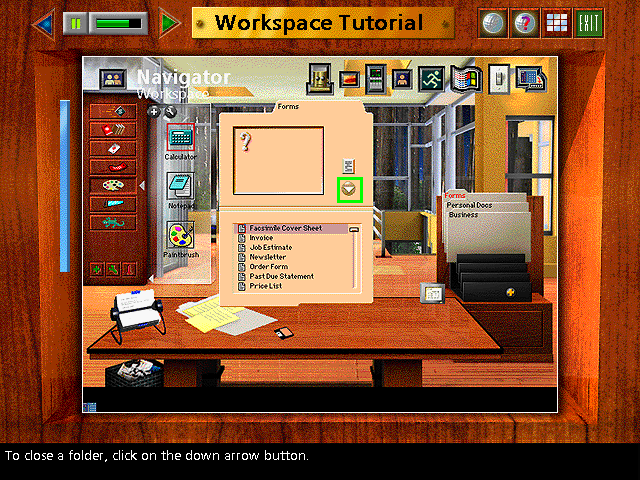 Workspace Tutorial
EXIT
Navigator
Workspace
Forms
Calculator
Notepad
Paintbrush
Facsimile Cover Sheet
Invoice
Job Estimate
Newsletter
Order Form
Past Due Statement
Price List
Forms
Personal Docs
Business
To close a folder, click on the down arrow button.